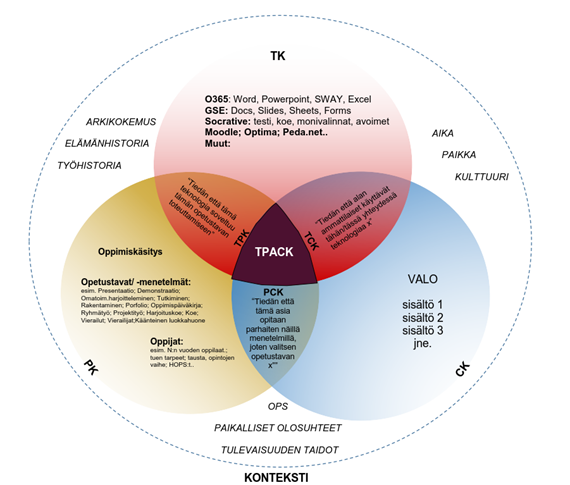 TK
O365: Word, Powerpoint, SWAY, Excel
GSE: Docs, Slides, Sheets, Forms
Socrative: testi, koe, monivalinnat, avoimet
Moodle; Optima; Peda.net..
Muut:
ARKIKOKEMUS
ELÄMÄNHISTORIA
TYÖHISTORIA
AIKA
PAIKKA
KULTTUURI
"Tiedän että tämä
teknologia soveltuu
tämän opetustavan
toteuttamiseen"
TPK
"Tiedän että alan
ammattilaiset käyttävät
tähän/tässä yhteydessä
teknologiaa x"
TCK
TPACK
Oppimiskäsitys
Opetustavat/ -menetelmät:
esim. Presentaatio; Demonstraatio;
Omatoim.harjoitteleminen; Tulkiminen;
Rakentaminen; Porfolio; Oppimispäiväkirja;
Ryhmätyö; Projektityö; Harjoituskoe; Koe;
Vierailut; Vierailijat;Käänteinen luokkahuone
Oppijat:
esim. N:n vuoden oppilaat.;
tuen tarpeet; tausta, opintojen
vaihe; HOPS:t..
PK
PCK
"Tiedän että
tämä asia
opitaan
parhaiten näillä
menetelmillä,
joten valitsen
opetustavan
x""
VALO
sisältö 1
sisältö 2
sisältö 3
jne.
CK
OPS
PAIKALLISET OLOSUHTEET
TULEVAISUUDEN TAIDOT
KONTEKSTI